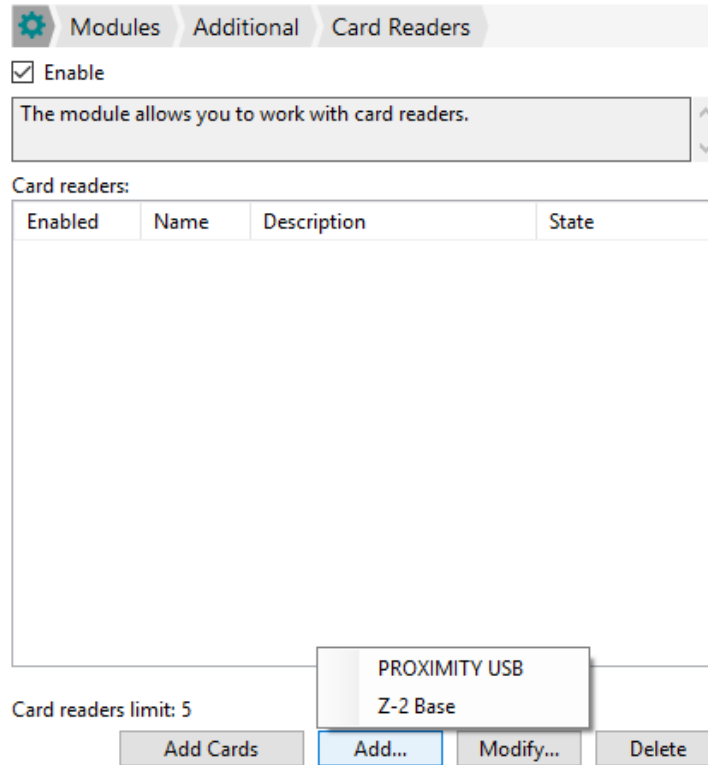 Modules Additional Card Readers
Enable
The module allows you to work with card readers.
Card readers:
Enabled Name Description State
PROXIMITY USB
Z-2 Base
Card readers limit: 5
Add Cards Add... Modify... Delete